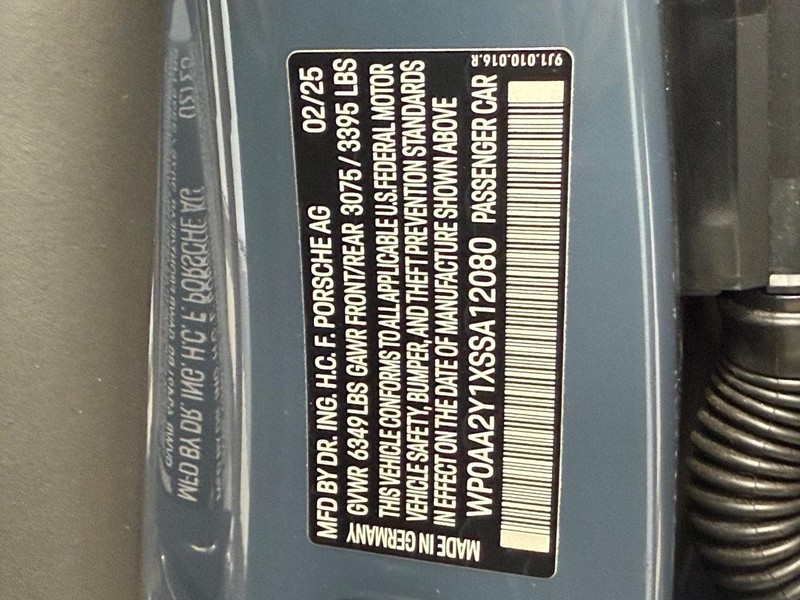 MFD BY DR. ING. H.C. F. PORSCHE AG 02/25
GVWR 6349 LBS GAWR FRONT/REAR 3075 / 3395 LBS
THIS VEHICLE CONFORMS TO ALL APPLICABLE U.S. FEDERAL MOTOR
VEHICLE SAFETY, BUMPER, AND THEFT PREVENTION STANDARDS
IN EFFECT ON THE DATE OF MANUFACTURE SHOWN ABOVE
WP0AA2Y1XSSA12080 PASSENGER CAR
MADE IN GERMANY
9J1.010.016.R